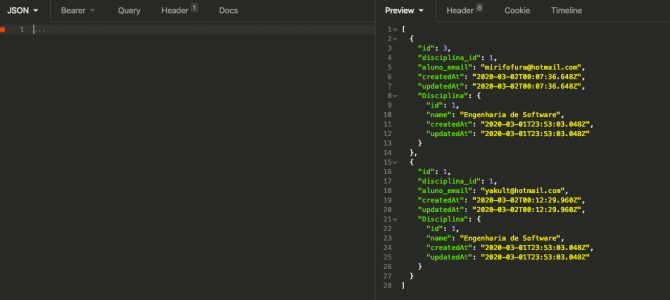 JSON Bearer Query Header 1 Docs
Preview Header 6 Cookie Timeline
1 ...
1 [
2 {
3 "id": 3,
4 "disciplina_id": 1,
5 "aluno_email": "mirifofura@hotmail.com",
6 "createdAt": "2020-03-02T00:07:36.648Z",
7 "updatedAt": "2020-03-02T00:07:36.648Z",
8 "Disciplina": {
9 "id": 1,
10 "name": "Engenharia de Software",
11 "createdAt": "2020-03-01T23:53:03.048Z",
12 "updatedAt": "2020-03-01T23:53:03.048Z"
13 }
14 },
15 {
16 "id": 1,
17 "disciplina_id": 1,
18 "aluno_email": "yakult@hotmail.com",
19 "createdAt": "2020-03-02T00:12:29.960Z",
20 "updatedAt": "2020-03-02T00:12:29.960Z",
21 "Disciplina": {
22 "id": 1,
23 "name": "Engenharia de Software",
24 "createdAt": "2020-03-01T23:53:03.048Z",
25 "updatedAt": "2020-03-01T23:53:03.048Z"
26 }
27 }
28 ]